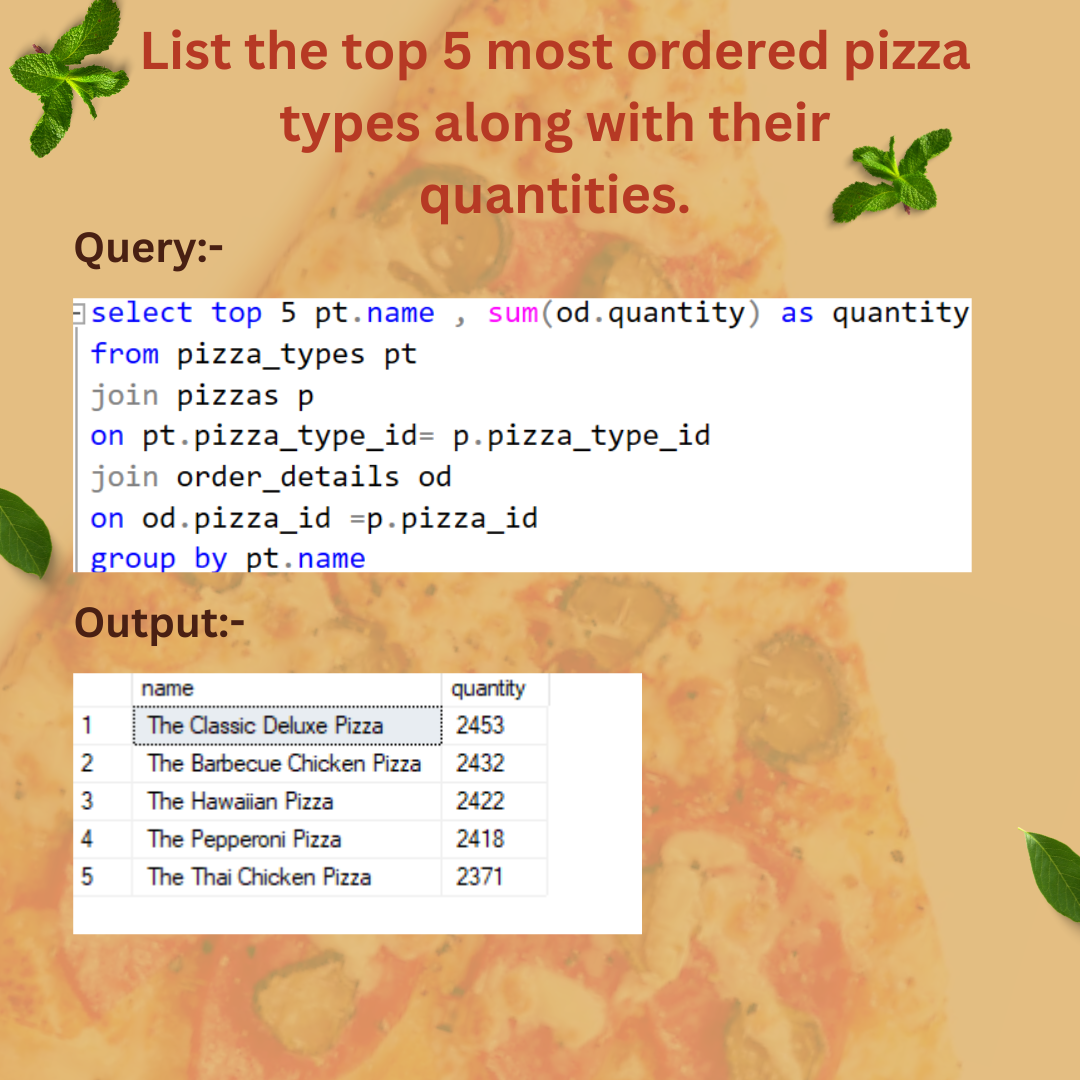 List the top 5 most ordered pizza
types along with their
quantities.
Query:-
select top 5 pt.name , sum(od.quantity) as quantity
from pizza_types pt
join pizzas p
on pt.pizza_type_id= p.pizza_type_id
join order_details od
on od.pizza_id =p.pizza_id
group by pt.name
Output:-
name quantity
1 The Classic Deluxe Pizza 2453
2 The Barbecue Chicken Pizza 2432
3 The Hawaiian Pizza 2422
4 The Pepperoni Pizza 2418
5 The Thai Chicken Pizza 2371